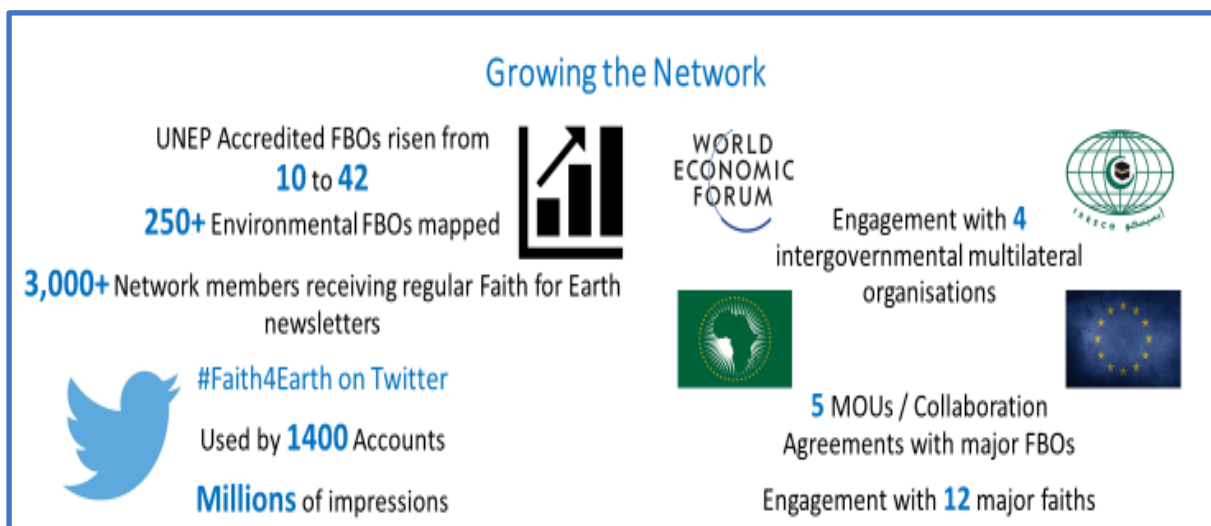 Growing the Network
UNEP Accredited FBOs risen from
10 to 42
250+ Environmental FBOs mapped
3,000+ Network members receiving regular Faith for Earth
newsletters
#Faith4Earth on Twitter
Used by 1400 Accounts
Millions of impressions
WORLD
ECONOMIC
FORUM
Engagement with 4
intergovernmental multilateral
organisations
5 MOUs / Collaboration
Agreements with major FBOs
Engagement with 12 major faiths